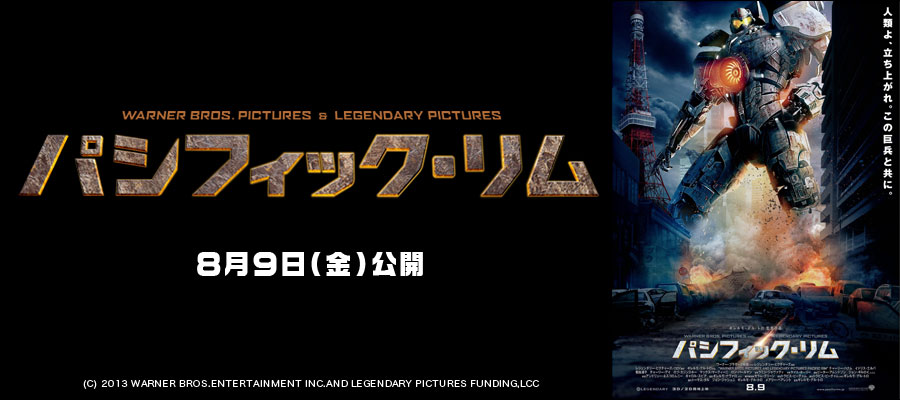 WARNER BROS. PICTURES & LEGENDARY PICTURES
パシフィック・リム
8月9日(金)公開
(C) 2013 WARNER BROS.ENTERTAINMENT INC.AND LEGENDARY PICTURES FUNDING,LCC
人類よ、立ち上がれ。この巨兵と共に。
WARNER BROS. PICTURES LEGENDARY PICTURES
パシフィック・リム
8.9